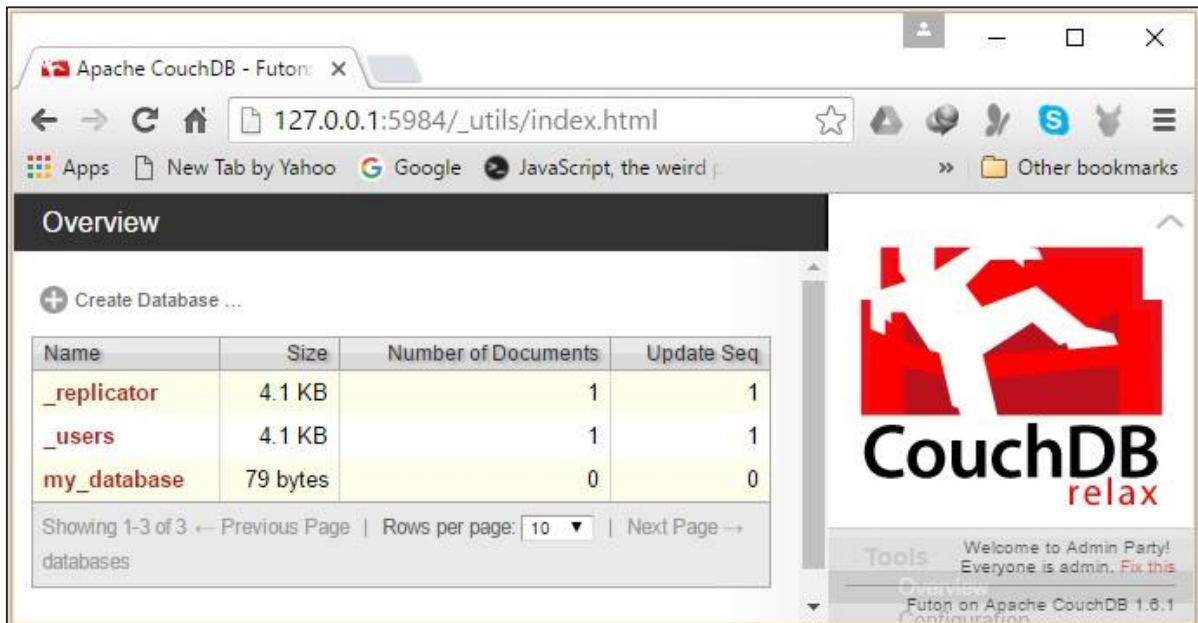 Apache CouchDB - Futon:
127.0.0.1:5984/_utils/index.html
Apps New Tab by Yahoo Google JavaScript, the weird p » Other bookmarks
Overview
Create Database ...
Name Size Number of Documents Update Seq
_replicator 4.1 KB 1 1
_users 4.1 KB 1 1
my_database 79 bytes 0 0
Showing 1-3 of 3 ← Previous Page | Rows per page: 10 | Next Page →
databases
CouchDB
relax
Tools
Welcome to Admin Party!
Everyone is admin. Fix this
Overview
Futon on Apache CouchDB 1.6.1
Configuration